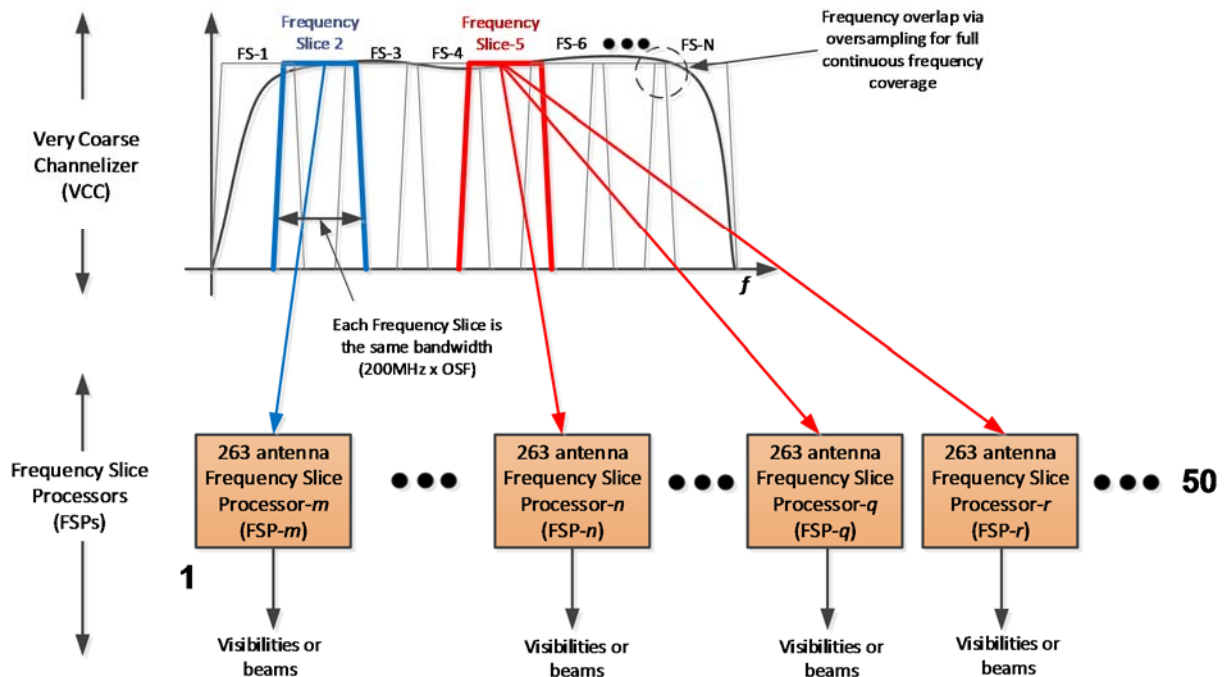 Frequency
Slice 2
Frequency
Slice-5
FS-1
FS-3
FS-4
FS-6
FS-N
Frequency overlap via
oversampling for full
continuous frequency
coverage
Very Coarse
Channelizer
(VCC)
f
Each Frequency Slice is
the same bandwidth
(200MHz x OSF)
Frequency Slice
Processors
(FSPs)
263 antenna
Frequency Slice
Processor-m
(FSP-m)
263 antenna
Frequency Slice
Processor-n
(FSP-n)
263 antenna
Frequency Slice
Processor-q
(FSP-q)
263 antenna
Frequency Slice
Processor-r
(FSP-r)
50
1
Visibilities or
beams
Visibilities or
beams
Visibilities or
beams
Visibilities or
beams